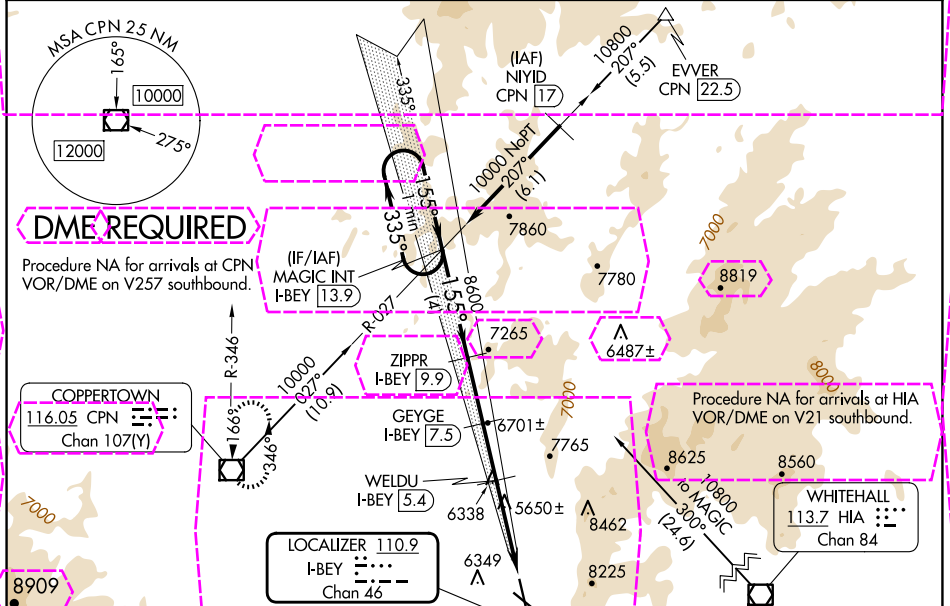 MSA CPN 25 NM
165°
10000
12000
275°
DME REQUIRED
Procedure NA for arrivals at CPN
VOR/DME on V257 southbound.
(IAF)
NIYID
CPN 17
10800
207°
(5.5)
EVVER
CPN 22.5
10000 NoPT
207°
(6.1)
335°
155°
1 min
335°
7860
7780
7000
8819
(IF/IAF)
MAGIC INT
I-BEY 13.9
8600
155°
(4)
R-027
R-346
7265
6487±
ZIPPR
I-BEY 9.9
8000
10000
027°
(10.9)
COPPERTOWN
116.05 CPN
Chan 107(Y)
166°
346°
GEYGE
I-BEY 7.5
6701±
7000
7765
Procedure NA for arrivals at HIA
VOR/DME on V21 southbound.
8625
8560
WELDU
I-BEY 5.4
6338
5650±
8462
10800
to MAGIC
300°
(24.6)
WHITEHALL
113.7 HIA
Chan 84
7000
LOCALIZER 110.9
I-BEY
Chan 46
6349
8225
8909